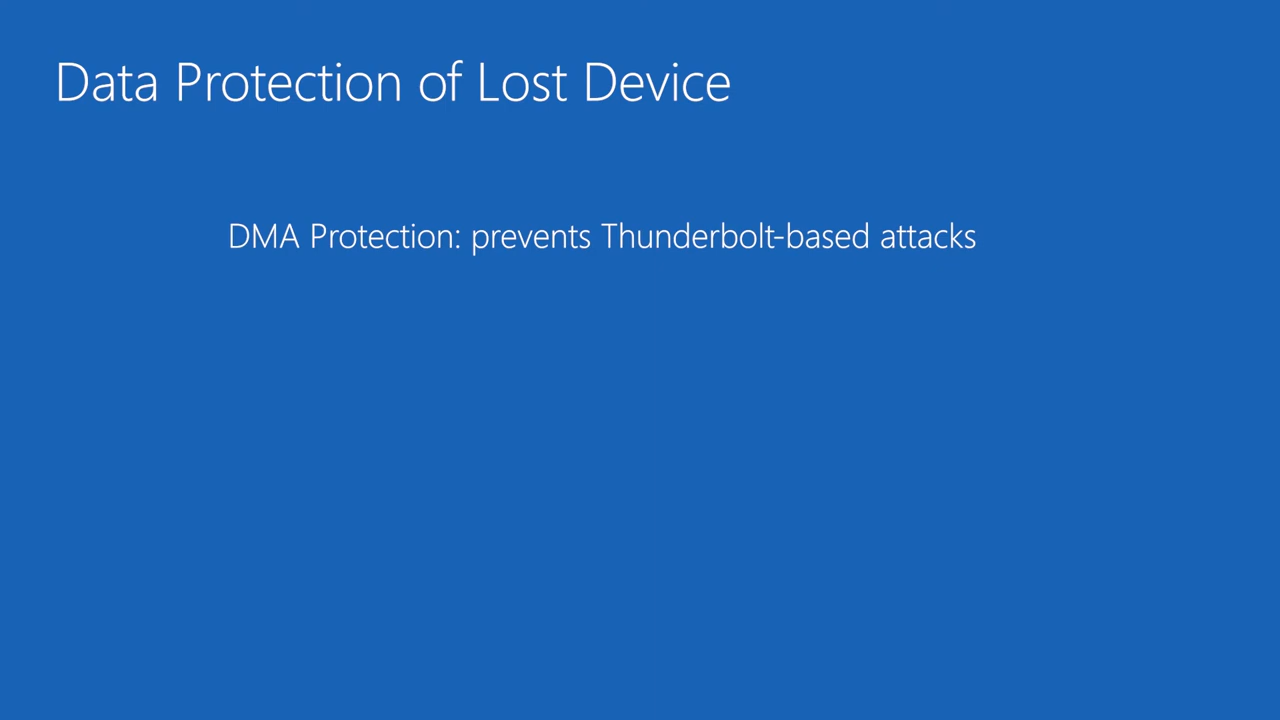 Data Protection of Lost Device
DMA Protection: prevents Thunderbolt-based attacks